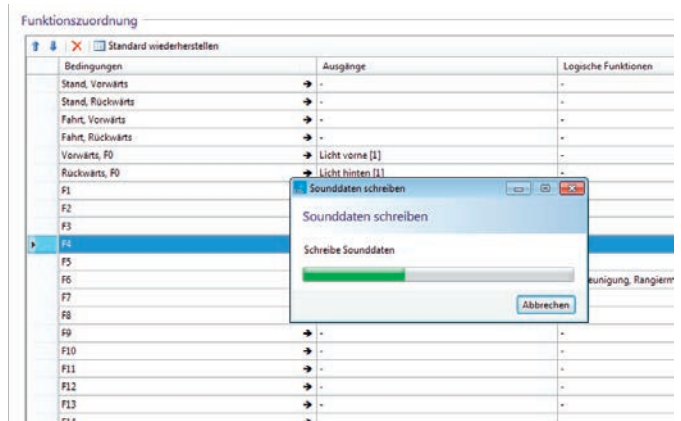 Funktionszuordnung
Standard wiederherstellen
Bedingungen Ausgänge Logische Funktionen
Stand, Vorwärts -  -
Stand, Rückwärts -  -
Fahrt, Vorwärts -  -
Fahrt, Rückwärts -  -
Vorwärts, F0 Licht vorne [1] -
Rückwärts, F0 Licht hinten [1] -
F1
F2
F3
F4
F5
F6
F7
F8
Sounddaten schreiben
Sounddaten schreiben
Schreibe Sounddaten
Abbrechen
F9 -  -
F10 -  -
F11 -  -
F12 -  -
F13 -  -
F14